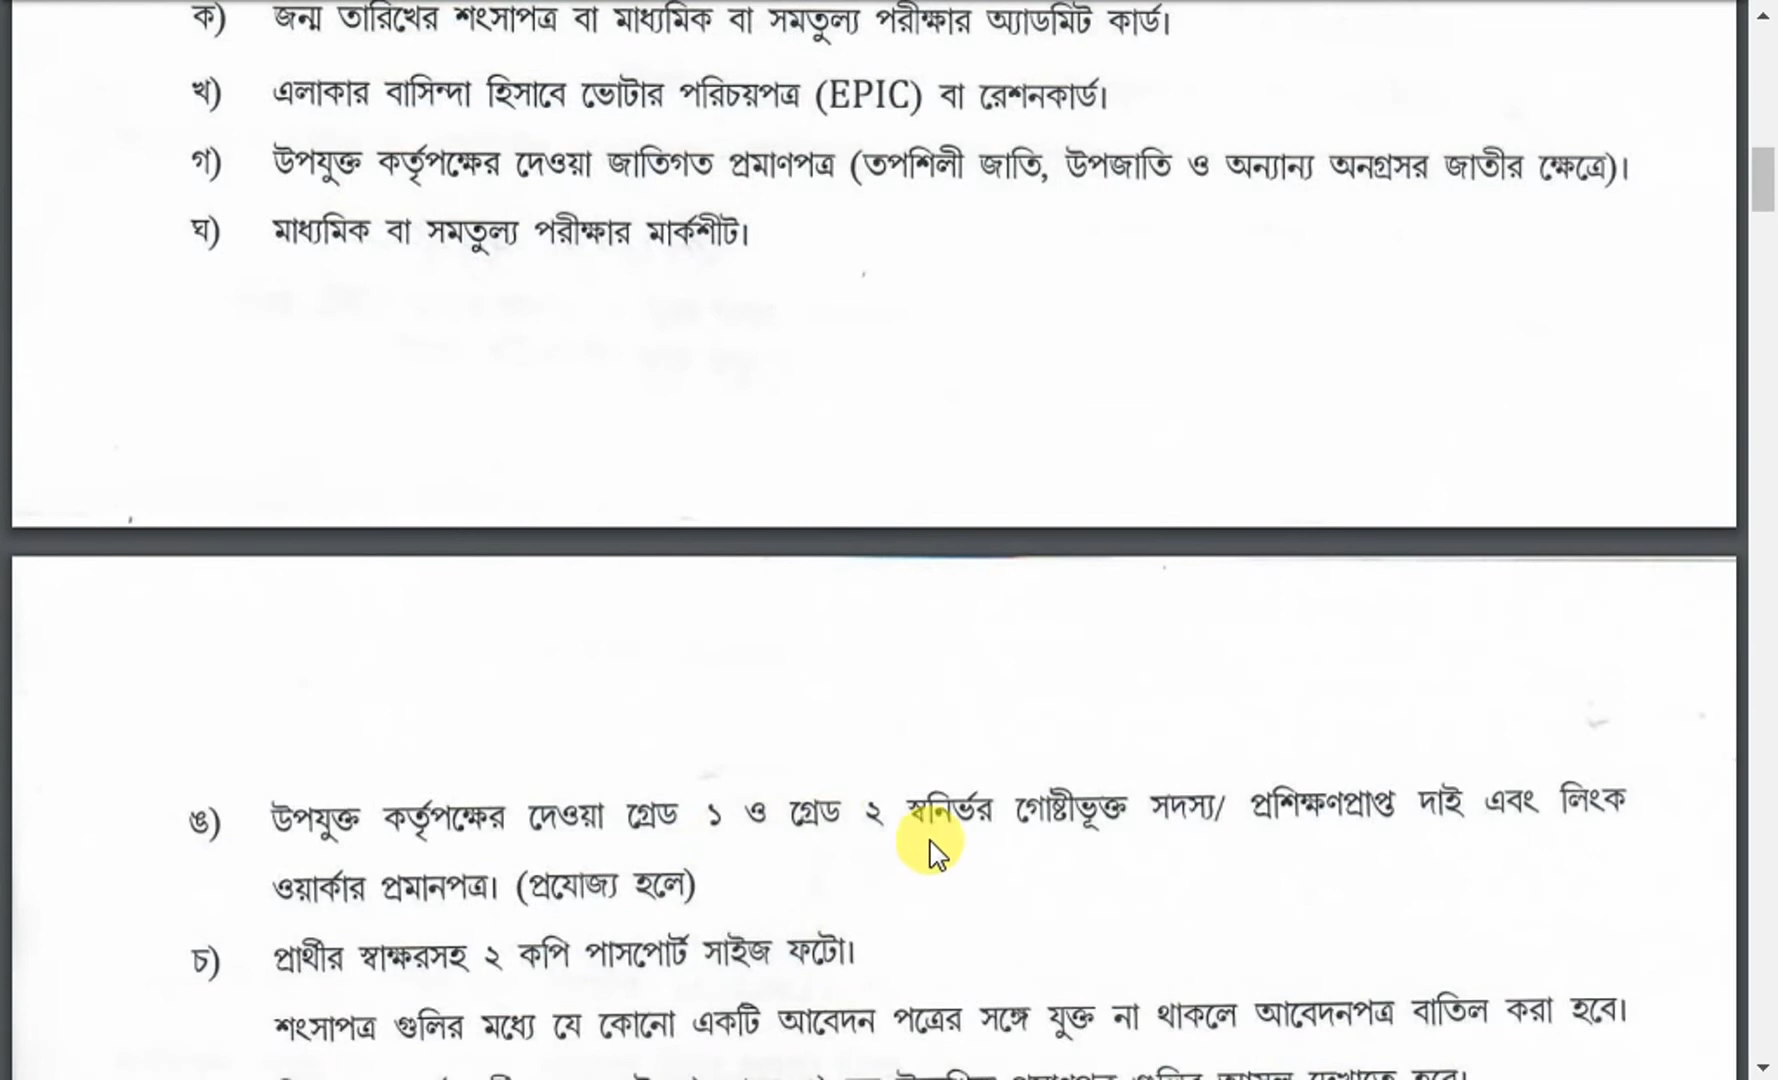 ক) জন্ম তারিখের শংসাপত্র বা মাধ্যমিক বা সমতুল্য পরীক্ষার অ্যাডমিট কার্ড।
খ) এলাকার বাসিন্দা হিসাবে ভোটার পরিচয়পত্র (EPIC) বা রেশনকার্ড।
গ) উপযুক্ত কর্তৃপক্ষের দেওয়া জাতিগত প্রমাণপত্র (তপশিলী জাতি, উপজাতি ও অন্যান্য অনগ্রসর জাতীর ক্ষেত্রে)।
ঘ) মাধ্যমিক বা সমতুল্য পরীক্ষার মার্কশীট।
ঙ) উপযুক্ত কর্তৃপক্ষের দেওয়া গ্রেড ১ ও গ্রেড ২ স্বনির্ভর গোষ্টীভূক্ত সদস্য/ প্রশিক্ষণপ্রাপ্ত দাই এবং লিংক
ওয়ার্কার প্রমানপত্র। (প্রযোজ্য হলে)
চ) প্রার্থীর স্বাক্ষরসহ ২ কপি পাসপোর্ট সাইজ ফটো।
শংসাপত্র গুলির মধ্যে যে কোনো একটি আবেদন পত্রের সঙ্গে যুক্ত না থাকলে আবেদনপত্র বাতিল করা হবে।